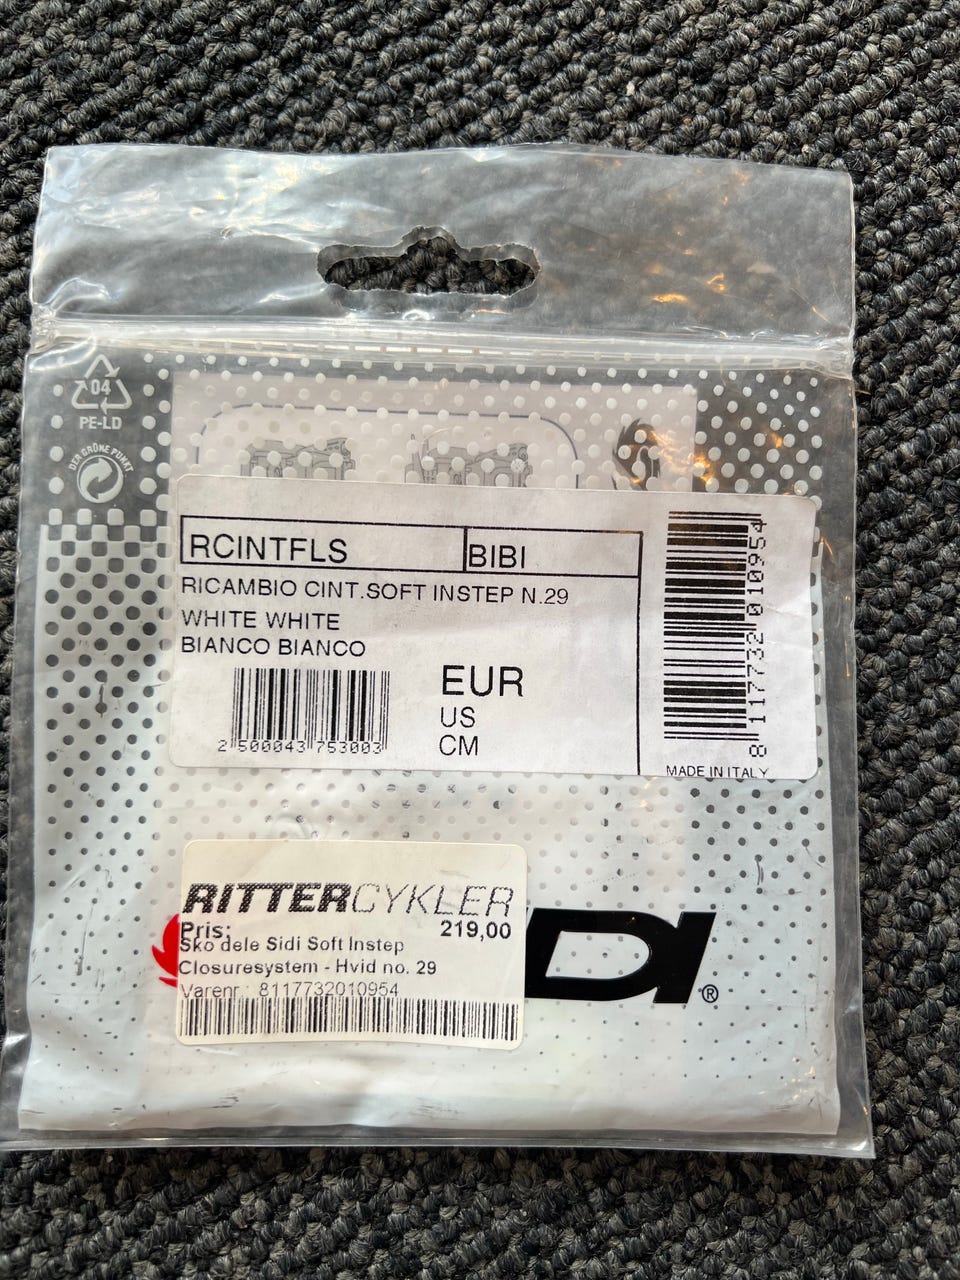 04
PE-LD
DER GRÜNE PUNKT
RCINTFLS BIBI
RICAMBIO CINT.SOFT INSTEP N.29
WHITE WHITE
BIANCO BIANCO
EUR
US
CM
2 500043 753003
8 117732 010954
MADE IN ITALY
RITTERCYKLER
Pris: 219,00
Sko dele Sidi Soft Instep
Closuresystem - Hvid no. 29
Varenr.: 8117732010954
DI®